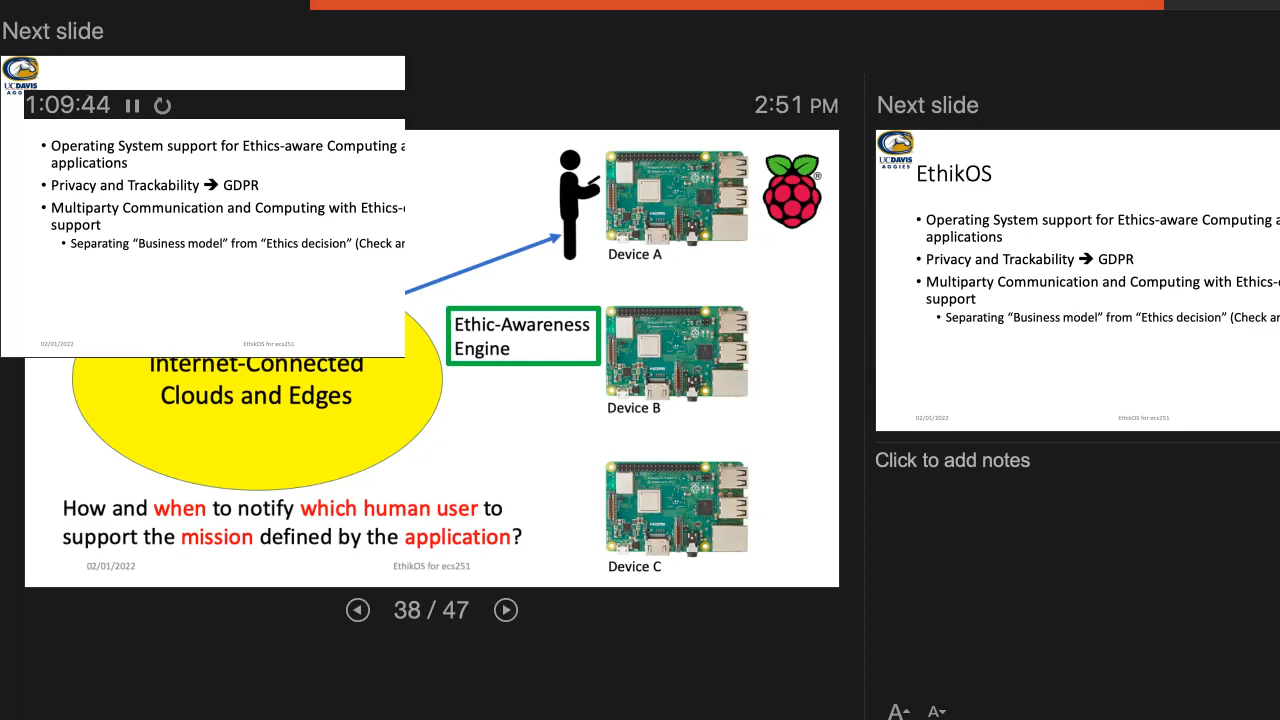 Next slide
UCDAVIS
AGGIES
1:09:44
2:51 PM
• Operating System support for Ethics-aware Computing
applications
• Privacy and Trackability ➔ GDPR
• Multiparty Communication and Computing with Ethics-
support
• Separating “Business model” from “Ethics decision” (Check
02/01/2022
EthikOS for ecs251
®
Device A
Ethic-Awareness
Engine
Device B
Internet-Connected
Clouds and Edges
How and when to notify which human user to
support the mission defined by the application?
Device C
02/01/2022
EthikOS for ecs251
38 / 47
Next slide
UCDAVIS
AGGIES
EthikOS
• Operating System support for Ethics-aware Computing
applications
• Privacy and Trackability ➔ GDPR
• Multiparty Communication and Computing with Ethics-
support
• Separating “Business model” from “Ethics decision” (Check
02/01/2022
EthikOS for ecs251
Click to add notes
A A